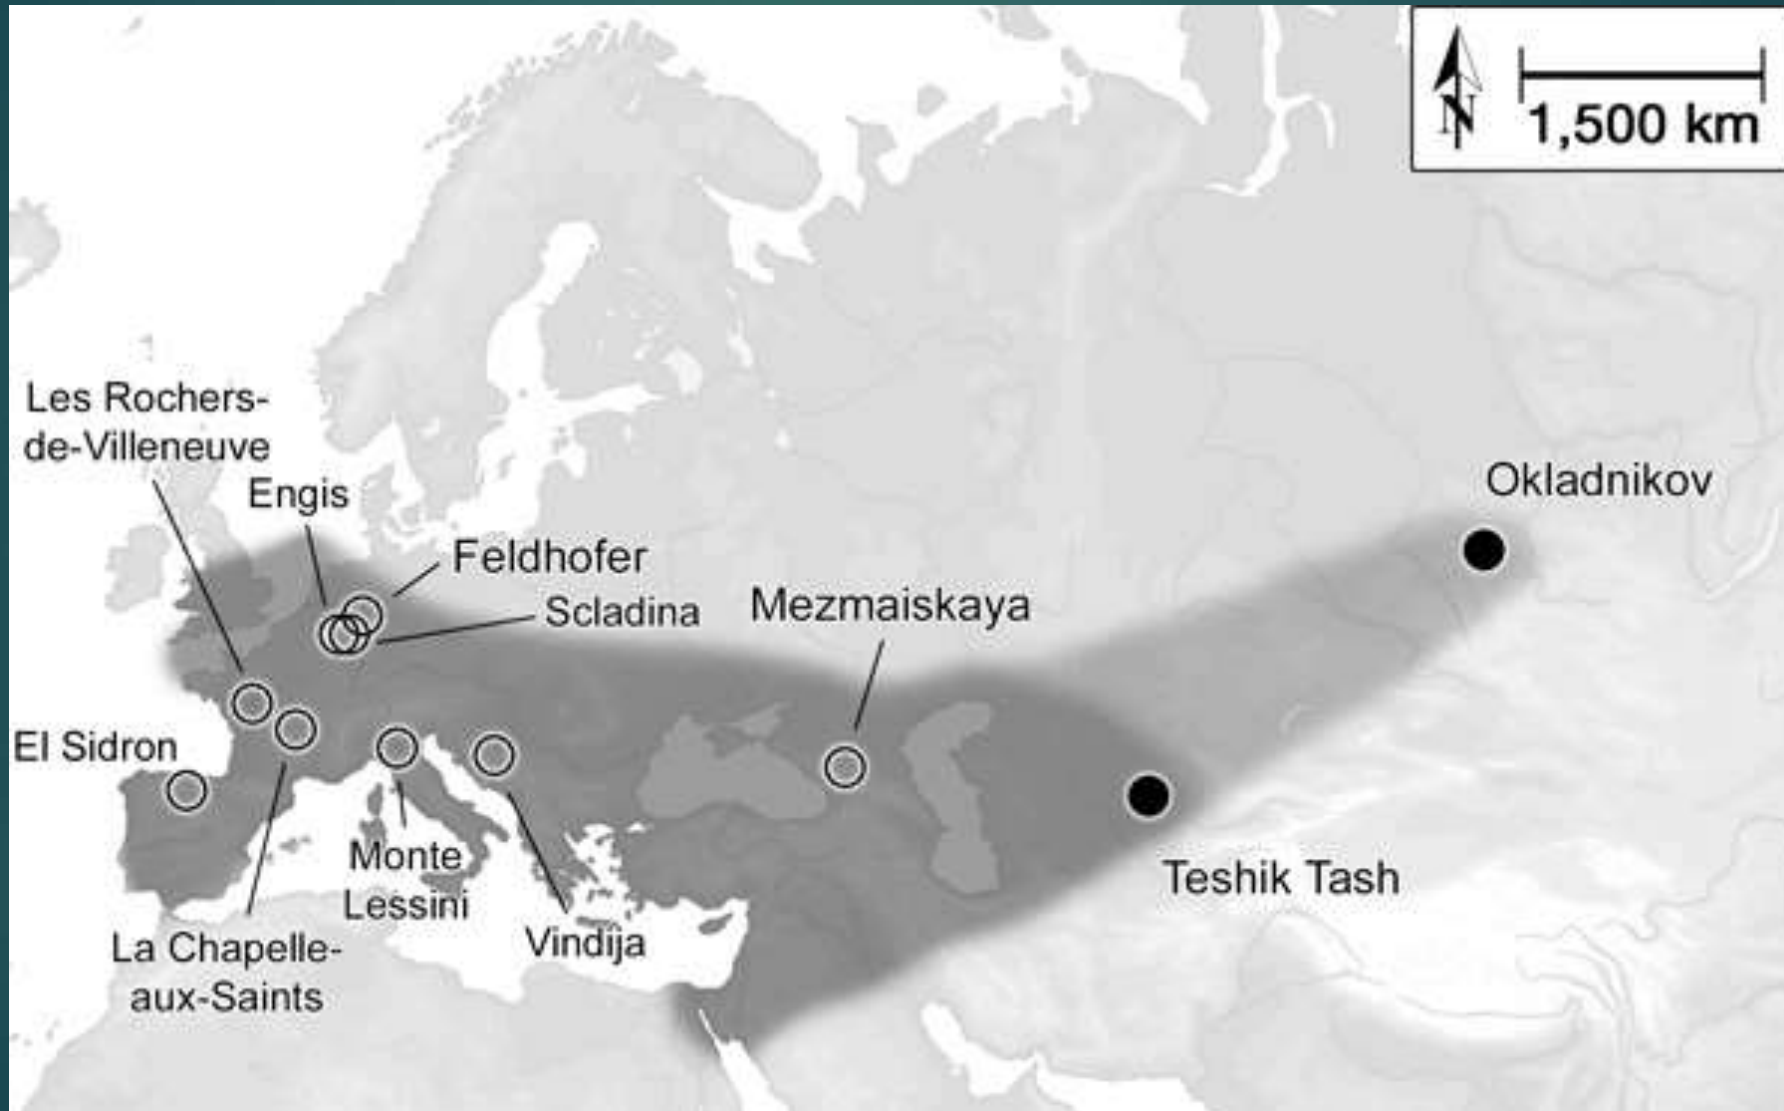 N
1,500 km
Les Rochers-
de-Villeneuve
Engis
Feldhofer
Scladina
Mezmaiskaya
Okladnikov
El Sidron
Monte
Lessini
Teshik Tash
Vindija
La Chapelle-
aux-Saints